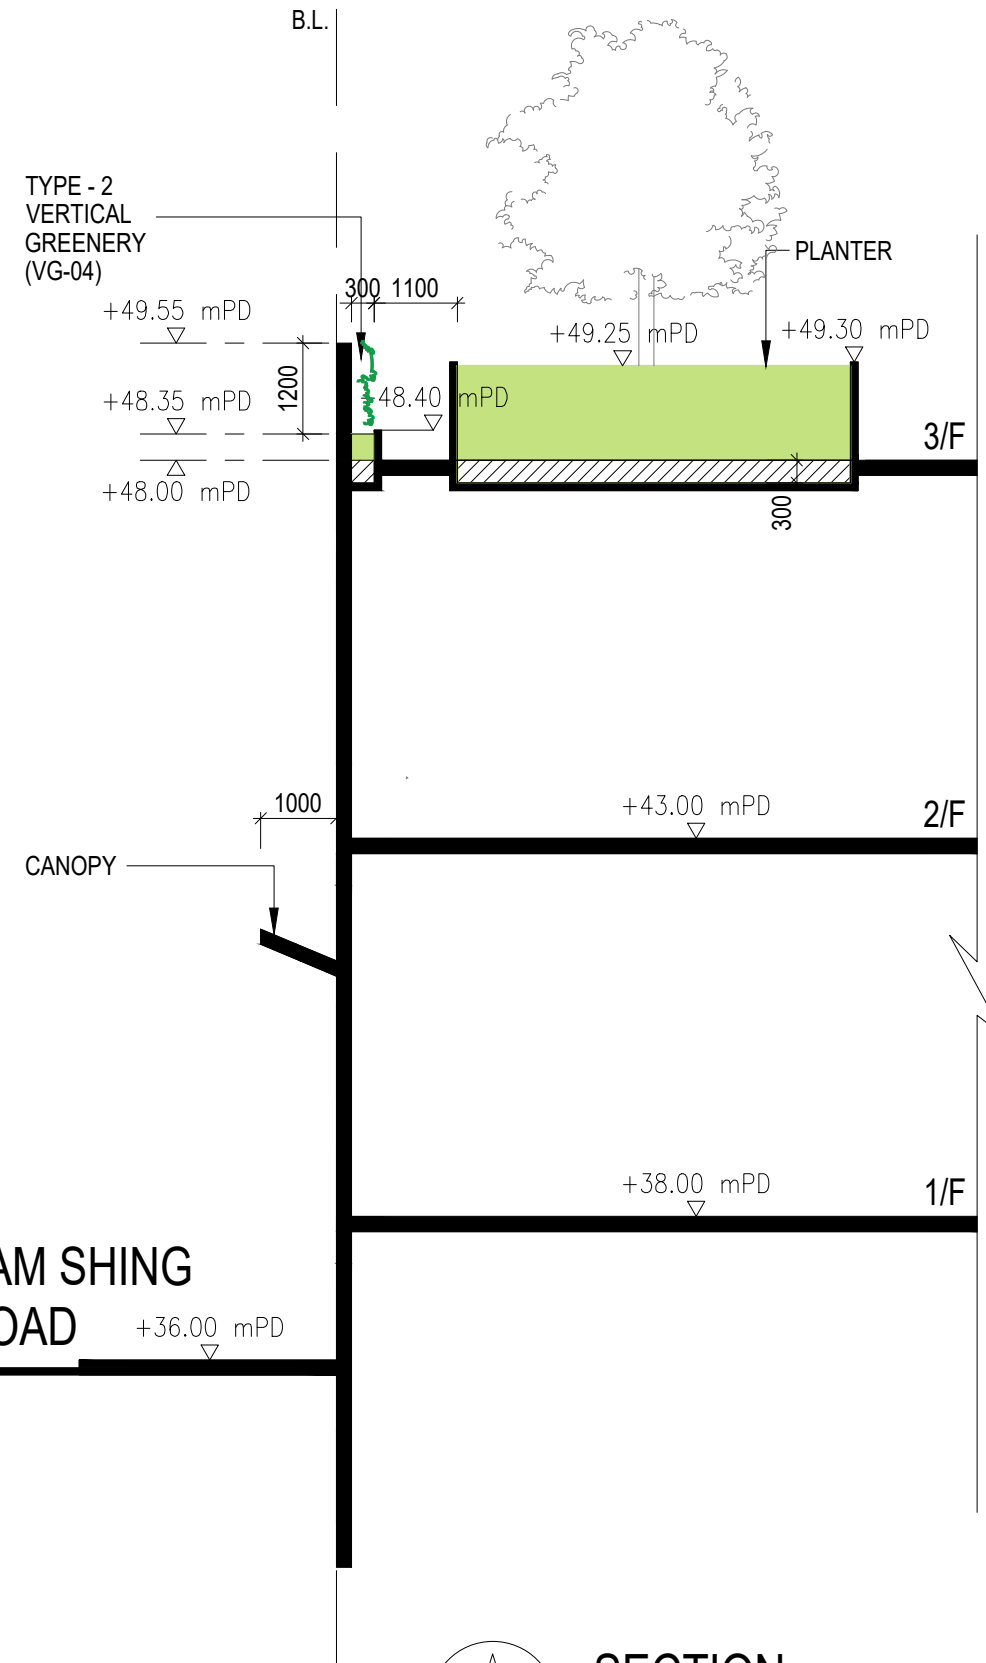 B.L.
TYPE - 2
VERTICAL
GREENERY
(VG-04)
PLANTER
300 1100
+49.55 mPD
+49.25 mPD
+49.30 mPD
1200
+48.35 mPD
48.40 mPD
3/F
+48.00 mPD
300
1000
+43.00 mPD
2/F
CANOPY
+38.00 mPD
1/F
AM SHING
OAD
+36.00 mPD
SECTION